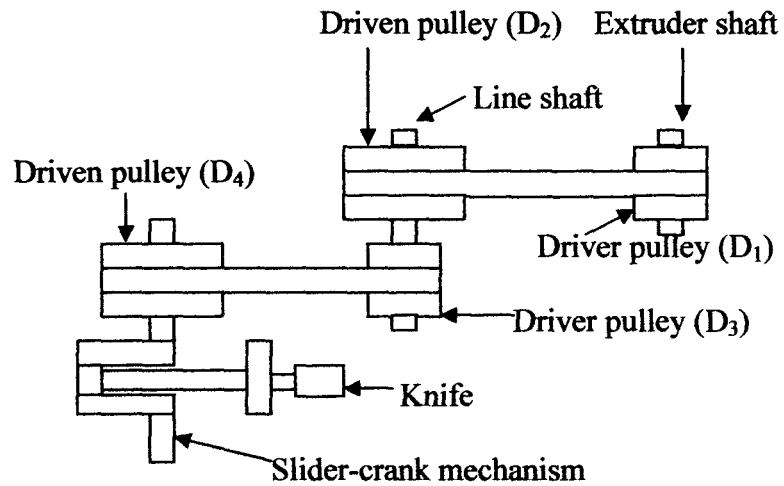 Driven pulley (D₂)
Extruder shaft
Line shaft
Driven pulley (D₄)
Driver pulley (D₁)
Driver pulley (D₃)
Knife
Slider-crank mechanism